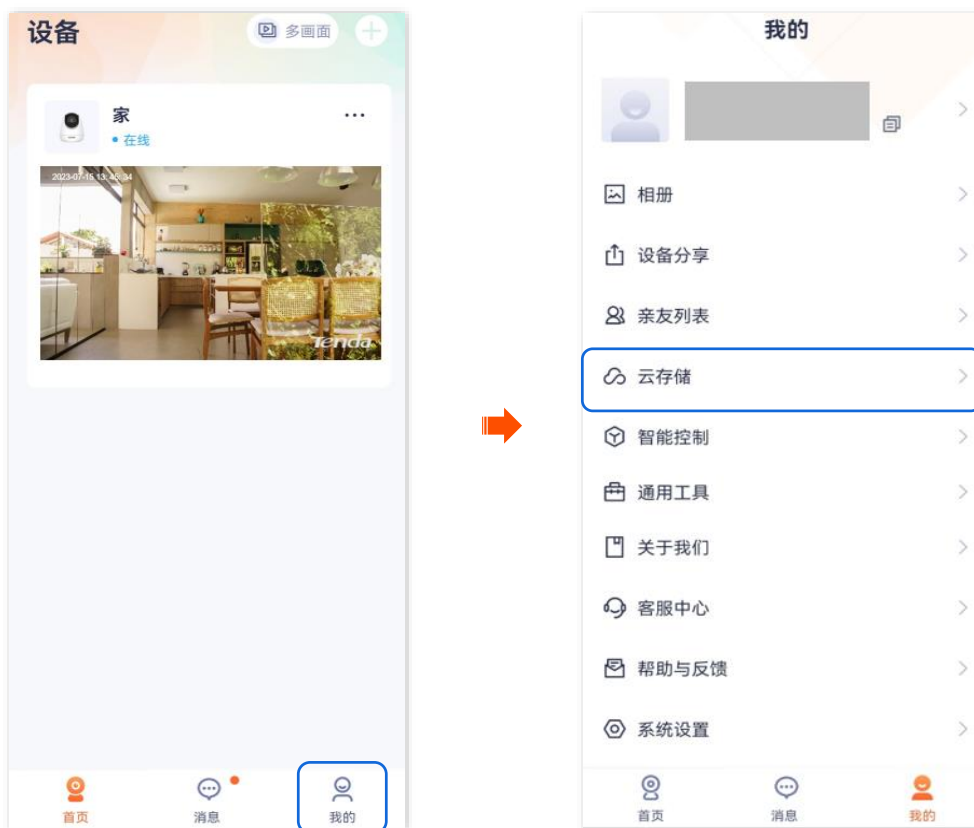 设备
多画面
家
在线
2023-07-15 13:45:34
Tenda
首页
消息
我的
我的
相册
设备分享
亲友列表
云存储
智能控制
通用工具
关于我们
客服中心
帮助与反馈
系统设置
首页
消息
我的